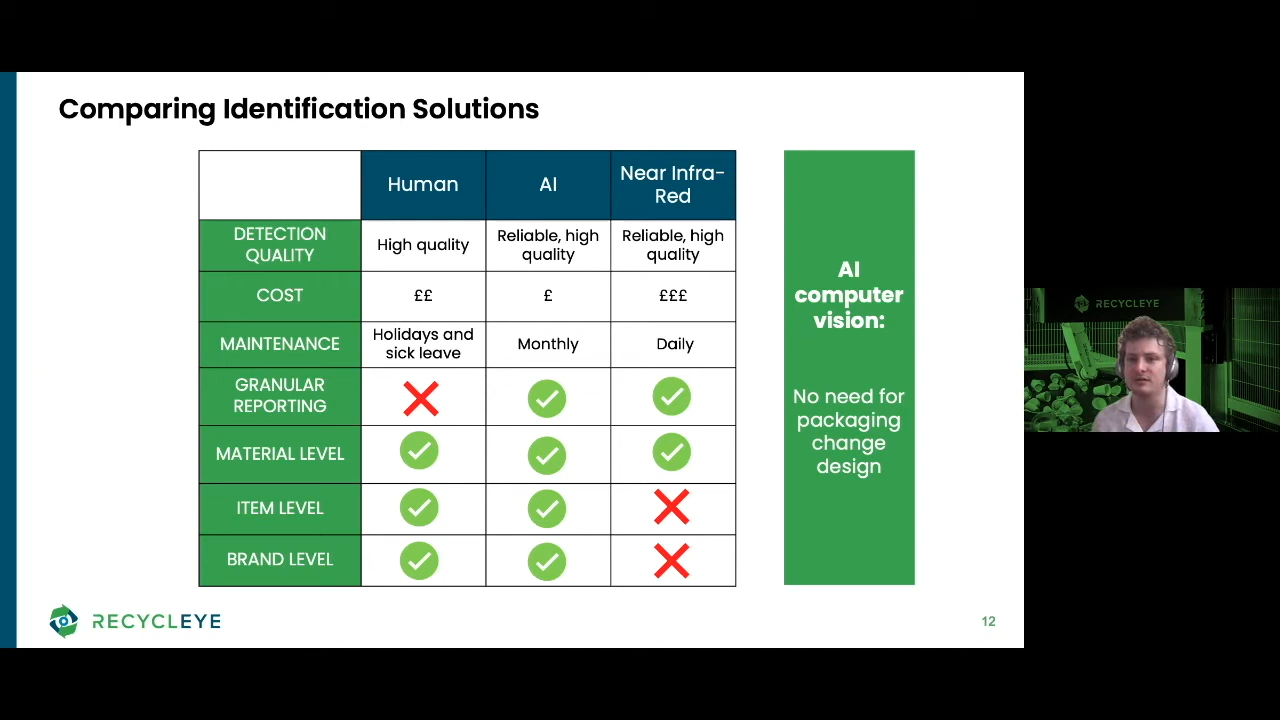 Comparing Identification Solutions
Human
AI
Near Infra-
Red
DETECTION
QUALITY
High quality
Reliable, high
quality
Reliable, high
quality
COST
££
£
£££
MAINTENANCE
Holidays and
sick leave
Monthly
Daily
GRANULAR
REPORTING
MATERIAL LEVEL
ITEM LEVEL
BRAND LEVEL
AI
computer
vision:
No need for
packaging
change
design
RECYCLEYE
12
RECYCLEYE